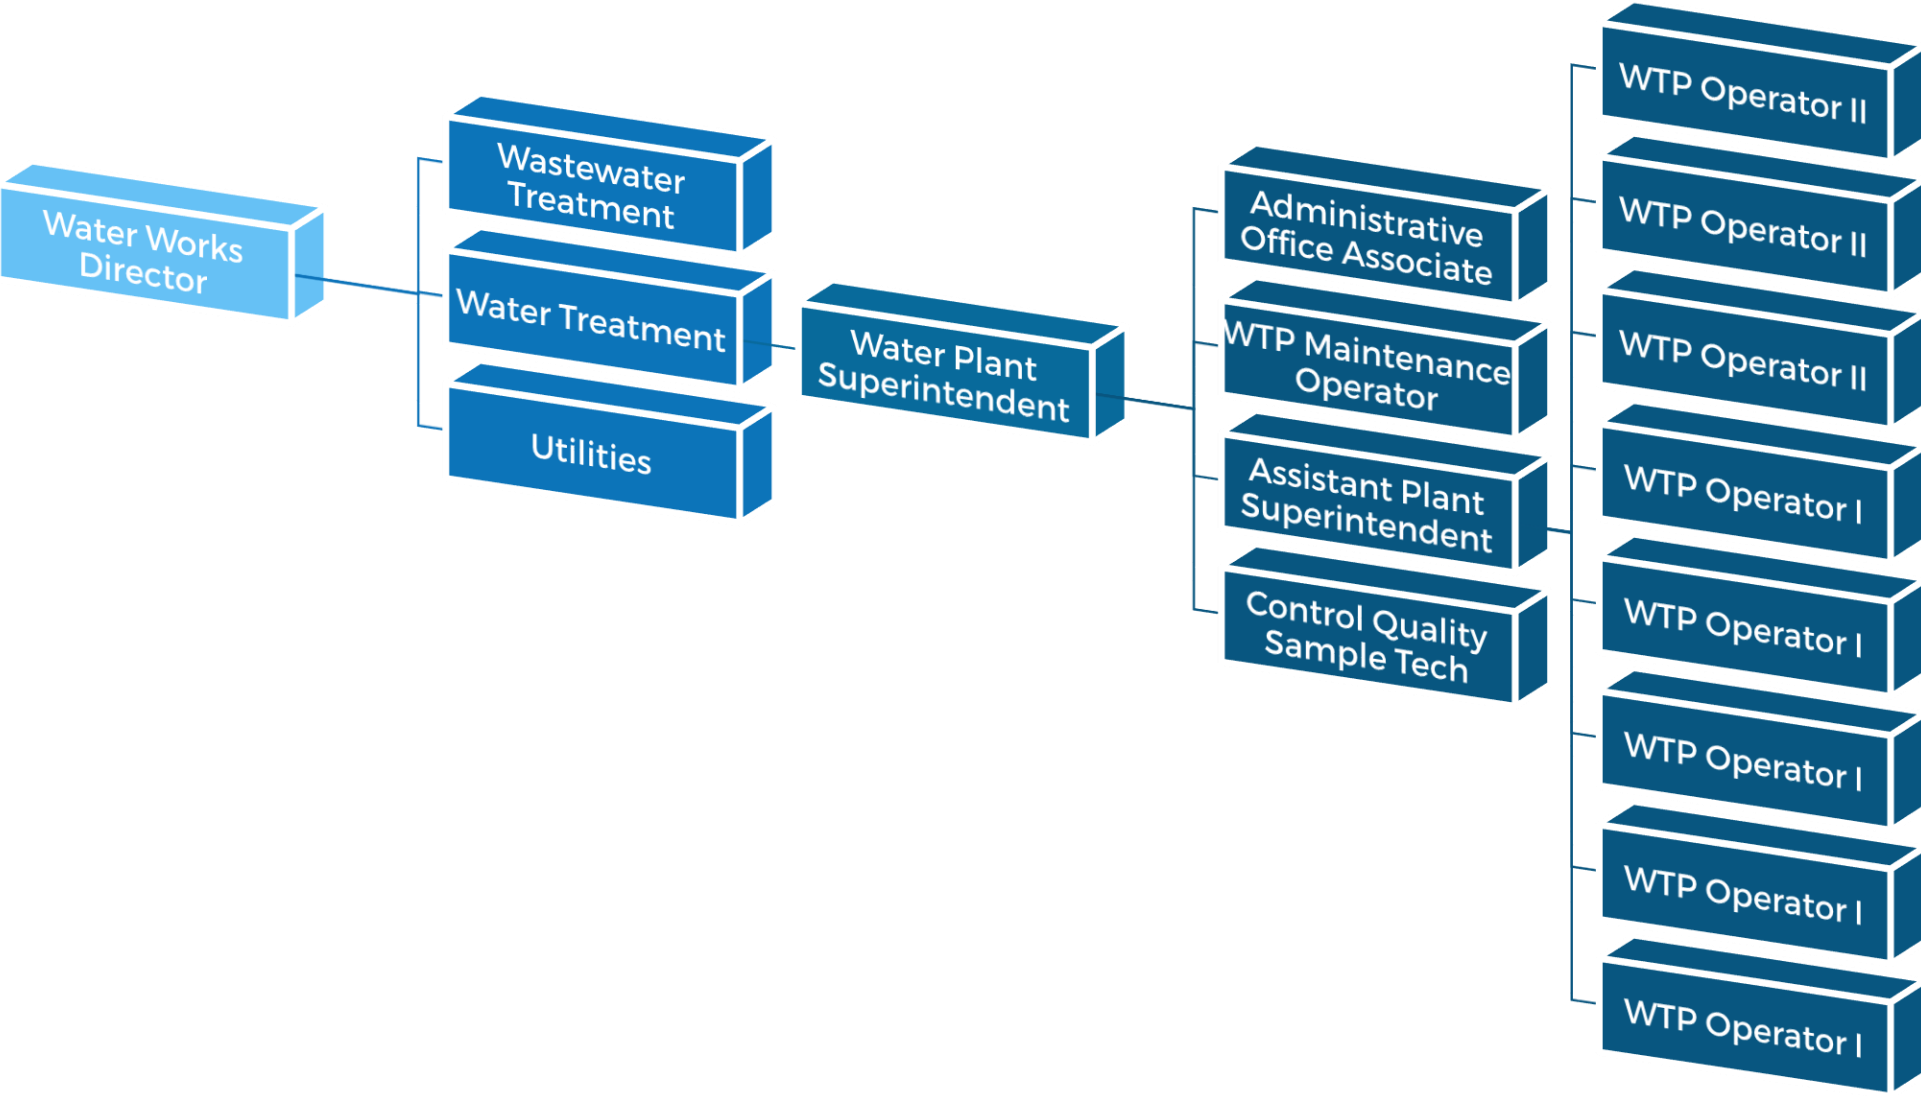 Water Works
Director
Wastewater
Treatment
Water Treatment
Utilities
Water Plant
Superintendent
Administrative
Office Associate
WTP Maintenance
Operator
Assistant Plant
Superintendent
Control Quality
Sample Tech
WTP Operator II
WTP Operator II
WTP Operator II
WTP Operator I
WTP Operator I
WTP Operator I
WTP Operator I
WTP Operator I